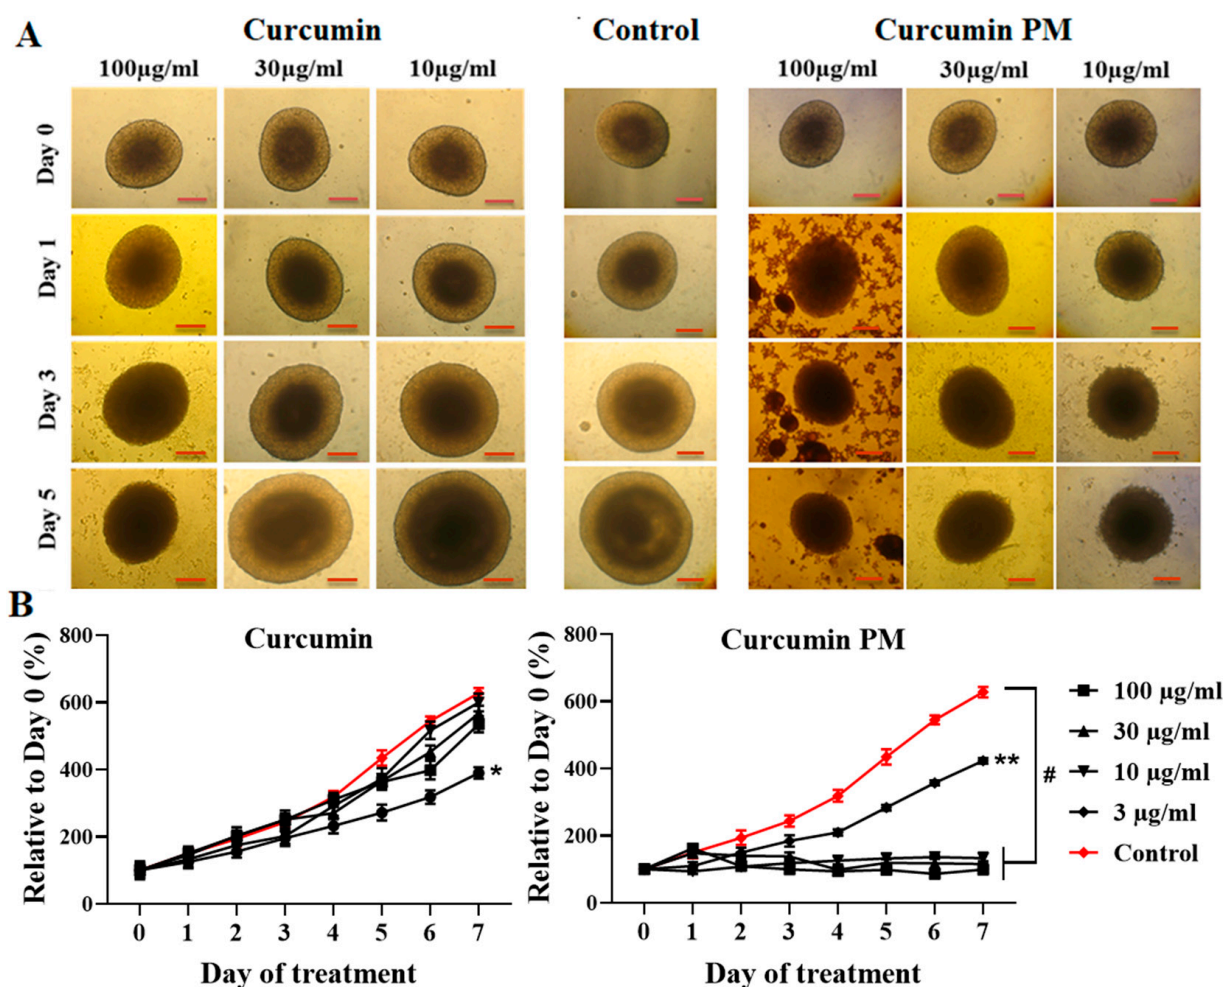 A
Curcumin
Control
Curcumin PM
100µg/ml 30µg/ml 10µg/ml
100µg/ml 30µg/ml 10µg/ml
Day 0
Day 1
Day 3
Day 5
B
Relative to Day 0 (%)
800
600
400
200
0
Curcumin
*
0 1 2 3 4 5 6 7
Day of treatment
Relative to Day 0 (%)
800
600
400
200
0
Curcumin PM
**
#
0 1 2 3 4 5 6 7
Day of treatment
100 µg/ml
30 µg/ml
10 µg/ml
3 µg/ml
Control